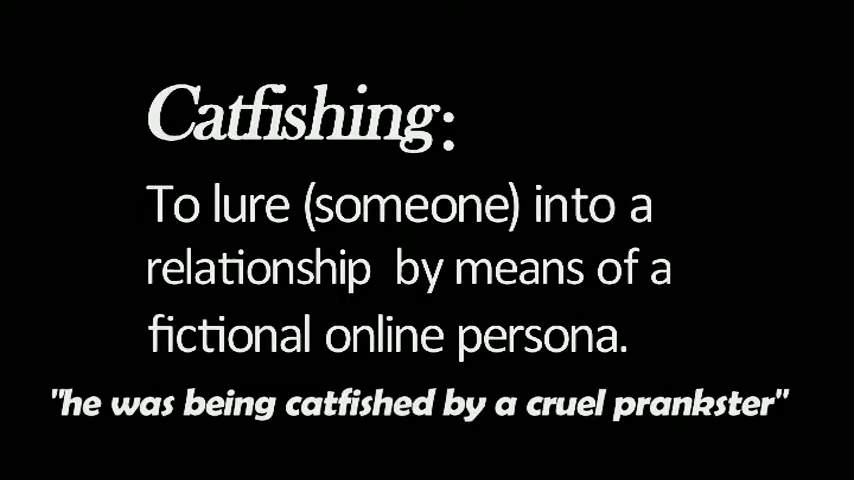 Catfishing:
To lure (someone) into a
relationship by means of a
fictional online persona.
"he was being catfished by a cruel prankster"